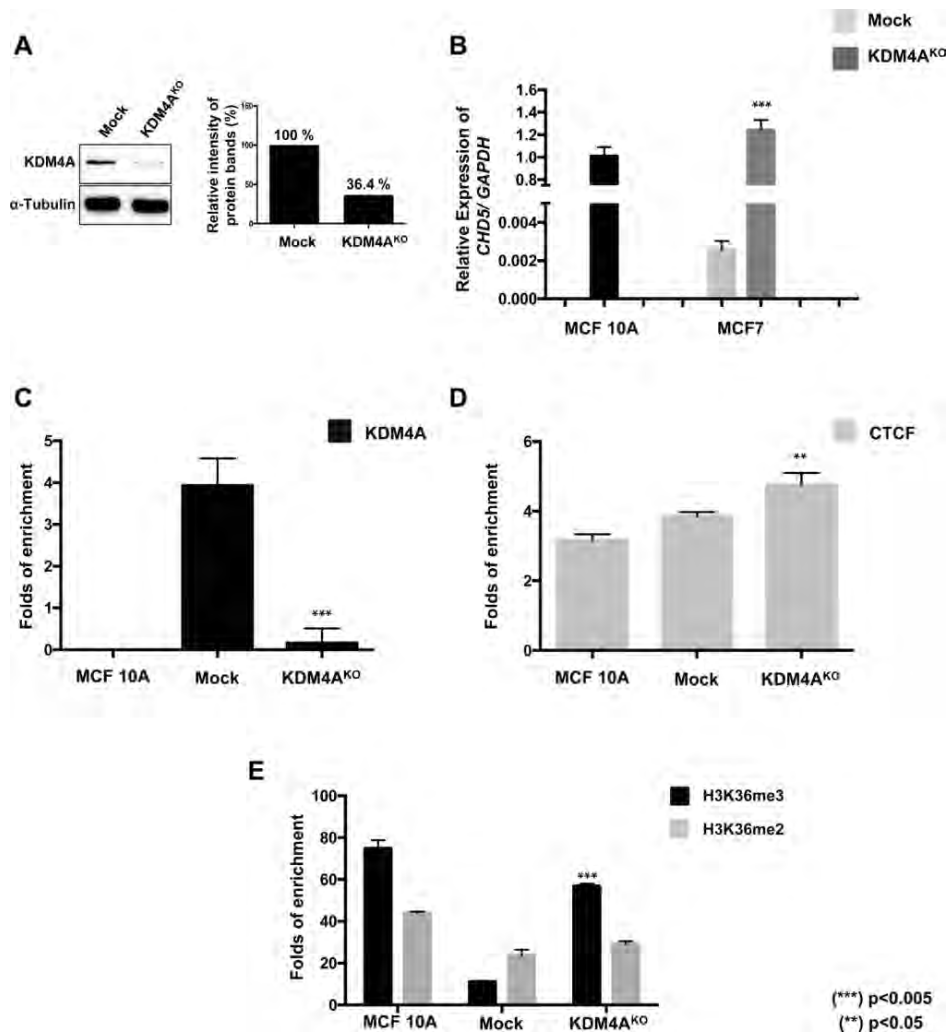 Mock
KDM4A^KO
A
Mock
KDM4A^KO
KDM4A
α-Tubulin
Relative intensity of
protein bands (%)
150
100
50
0
100 %
36.4 %
Mock
KDM4A^KO
B
Relative Expression of
CHD5/ GAPDH
1.6
1.4
1.2
1.0
0.8
0.004
0.002
0.000
***
MCF 10A
MCF7
C
KDM4A
Folds of enrichment
5
4
3
2
1
0
***
MCF 10A
Mock
KDM4A^KO
D
CTCF
Folds of enrichment
6
4
2
0
**
MCF 10A
Mock
KDM4A^KO
E
H3K36me3
H3K36me2
Folds of enrichment
100
80
60
40
20
0
***
MCF 10A
Mock
KDM4A^KO
(***) p<0.005
(**) p<0.05